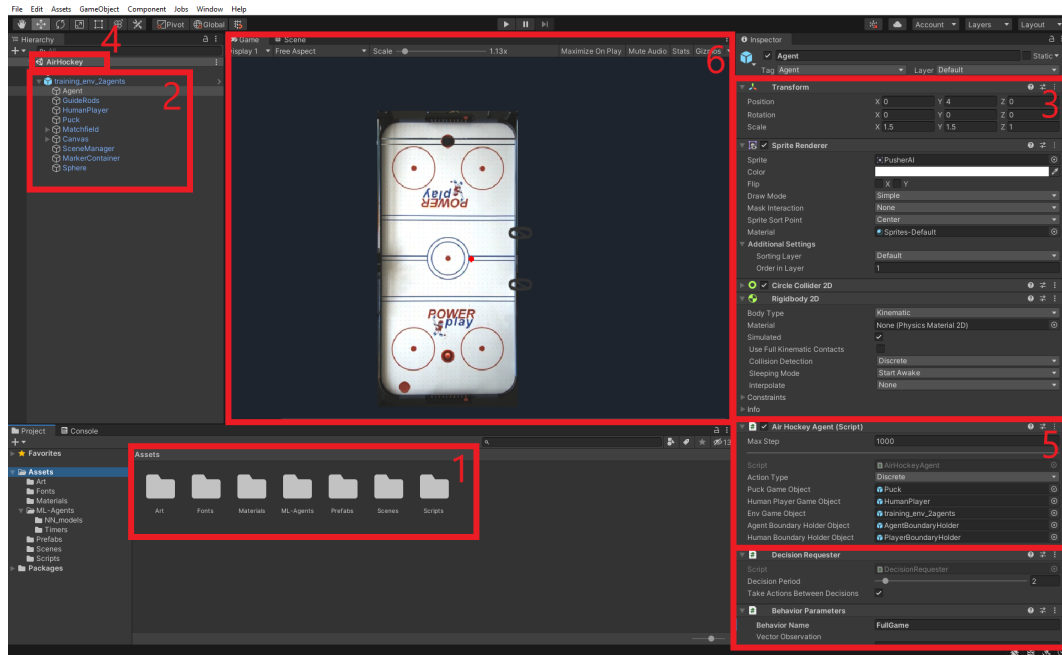 File Edit Assets GameObject Component Jobs Window Help
Pivot Global
Account Layers Layout
Hierarchy
All
4
AirHockey
training_env_2agents
2
Agent
GuideRods
HumanPlayer
Puck
Matchfield
Canvas
SceneManager
MarkerContainer
Sphere
Game Scene
Display 1 Free Aspect Scale 1.13x Maximize On Play Mute Audio Stats Gizmos
6
POWER play
POWER play
Inspector
Agent Static
Tag Agent Layer Default
Transform
3
Position X 0 Y 4 Z 0
Rotation X 0 Y 0 Z 0
Scale X 1.5 Y 1.5 Z 1
Sprite Renderer
Sprite PusherAI
Color
Flip X Y
Draw Mode Simple
Mask Interaction None
Sprite Sort Point Center
Material Sprites-Default
Additional Settings
Sorting Layer Default
Order in Layer 1
Circle Collider 2D
Rigidbody 2D
Body Type Kinematic
Material None (Physics Material 2D)
Simulated
Use Full Kinematic Contacts
Collision Detection Discrete
Sleeping Mode Start Awake
Interpolate None
Constraints
Info
Air Hockey Agent (Script)
5
Max Step 1000
Script AirHockeyAgent
Action Type Discrete
Puck Game Object Puck
Human Player Game Object HumanPlayer
Env Game Object training_env_2agents
Agent Boundary Holder Object AgentBoundaryHolder
Human Boundary Holder Object PlayerBoundaryHolder
Decision Requester
Script DecisionRequester
Decision Period 2
Take Actions Between Decisions
Behavior Parameters
Behavior Name FullGame
Vector Observation
Project Console
13
Favorites
Assets
Art
Fonts
Materials
ML-Agents
NN_models
Timers
Prefabs
Scenes
Scripts
Packages
Assets
1
Art Fonts Materials ML-Agents Prefabs Scenes Scripts